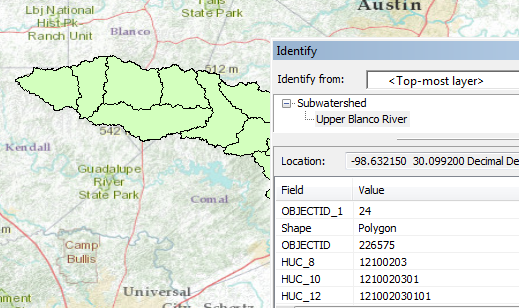 Lbj National
Hist Pk-
Ranch Unit
Falls
State Park
Austin
Blanco
512 m
542
Kendall
Guadalupe
River
State Park
Comal
Camp
Bullis
Universal
City
Schertz
Identify
Identify from:
<Top-most layer>
Subwatershed
Upper Blanco River
Location:
-98.632150 30.099200 Decimal De
Field Value
OBJECTID_1 24
Shape Polygon
OBJECTID 226575
HUC_8 12100203
HUC_10 1210020301
HUC_12 121002030101